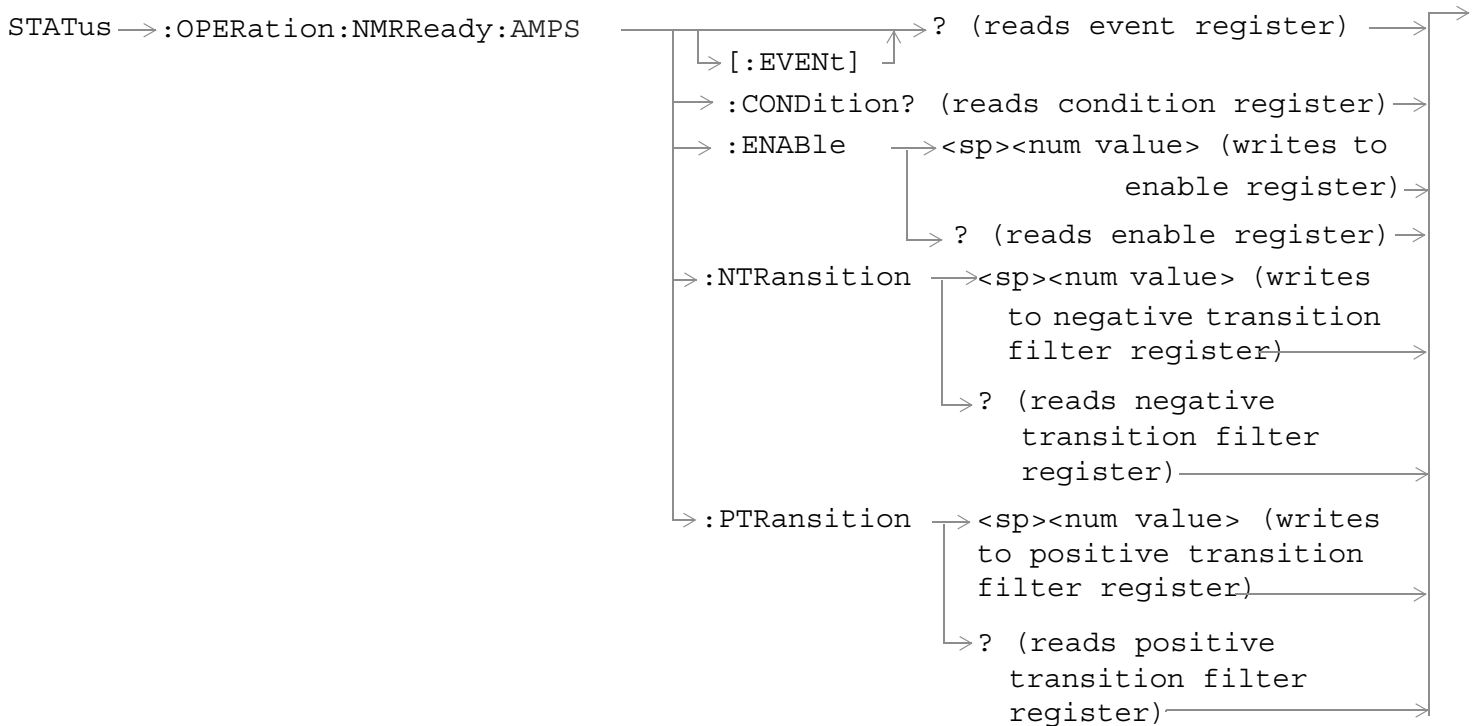 STATus :OPERation:NMRReady:AMPS ? (reads event register)
[:EVENt]
:CONDition? (reads condition register)
:ENABle <sp><num value> (writes to
enable register)
? (reads enable register)
:NTRansition <sp><num value> (writes
to negative transition
filter register)
? (reads negative
transition filter
register)
:PTRansition <sp><num value> (writes
to positive transition
filter register)
? (reads positive
transition filter
register)